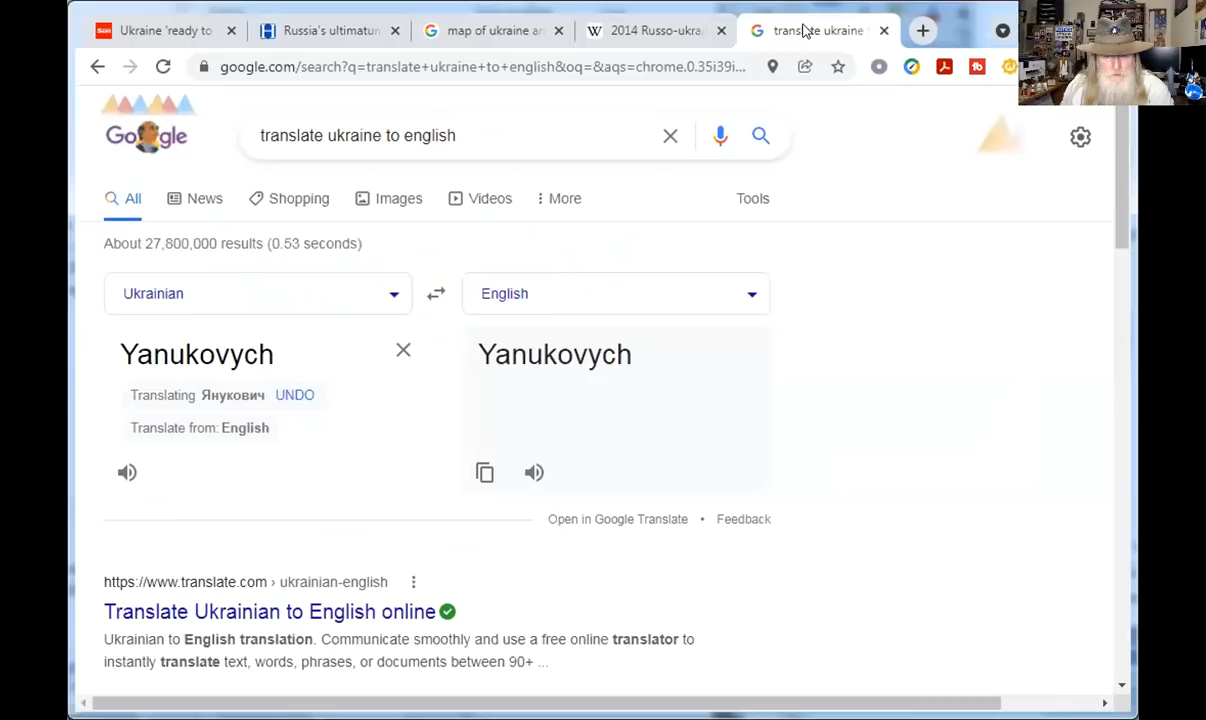 Ukraine 'ready to
Russia's ultimatum
map of ukraine an
2014 Russo-ukrai
translate ukraine
google.com/search?q=translate+ukraine+to+english&oq=&aqs=chrome.0.35i39i...
Google
translate ukraine to english
All
News
Shopping
Images
Videos
More
Tools
About 27,800,000 results (0.53 seconds)
Ukrainian
English
Yanukovych
Yanukovych
Translating Янукович UNDO
Translate from: English
Open in Google Translate • Feedback
https://www.translate.com › ukrainian-english
Translate Ukrainian to English online
Ukrainian to English translation. Communicate smoothly and use a free online translator to
instantly translate text, words, phrases, or documents between 90+ ...